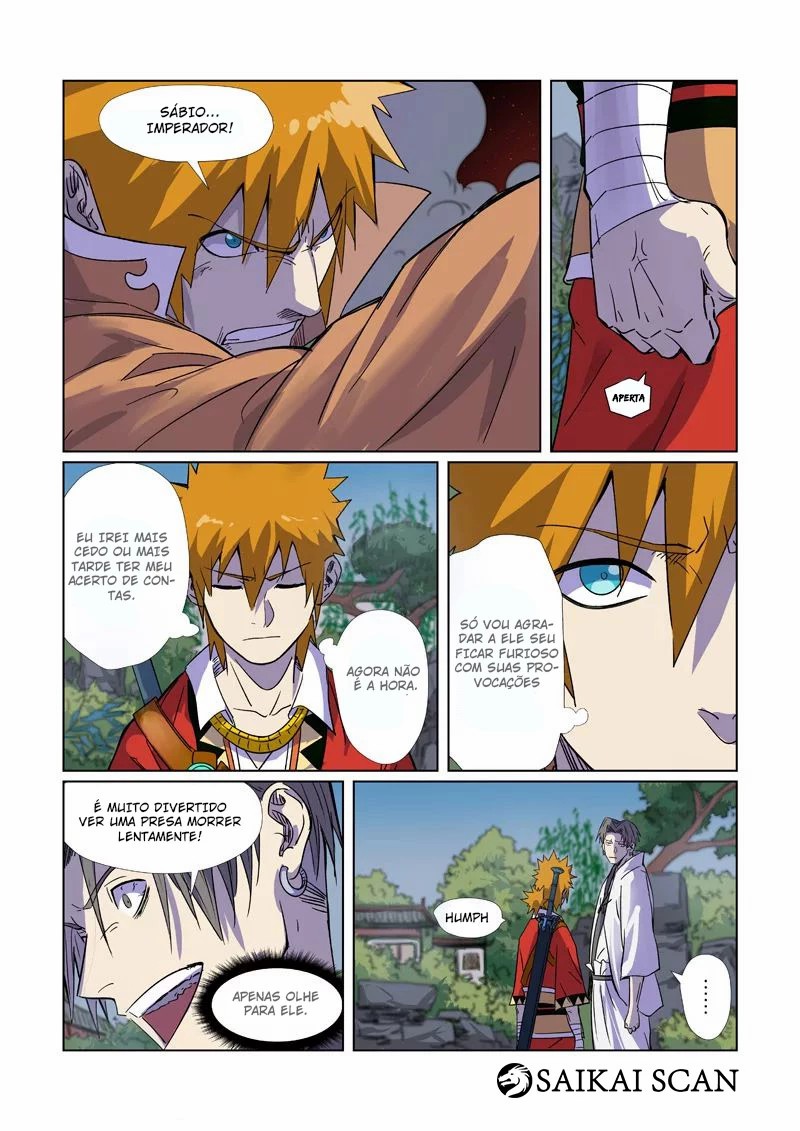 SÁBIO...
IMPERADOR!
APERTA
EU IREI MAIS
CEDO OU MAIS
TARDE TER MEU
ACERTO DE CON-
TAS.
AGORA NÃO
É A HORA.
SÓ VOU AGRA-
DAR A ELE SEU
FICAR FURIOSO
COM SUAS PRO-
VOCAÇÕES
É MUITO DIVERTIDO
VER UMA PRESA MORRER
LENTAMENTE!
APENAS OLHE
PARA ELE.
HUMPH
......
SAIKAI SCAN